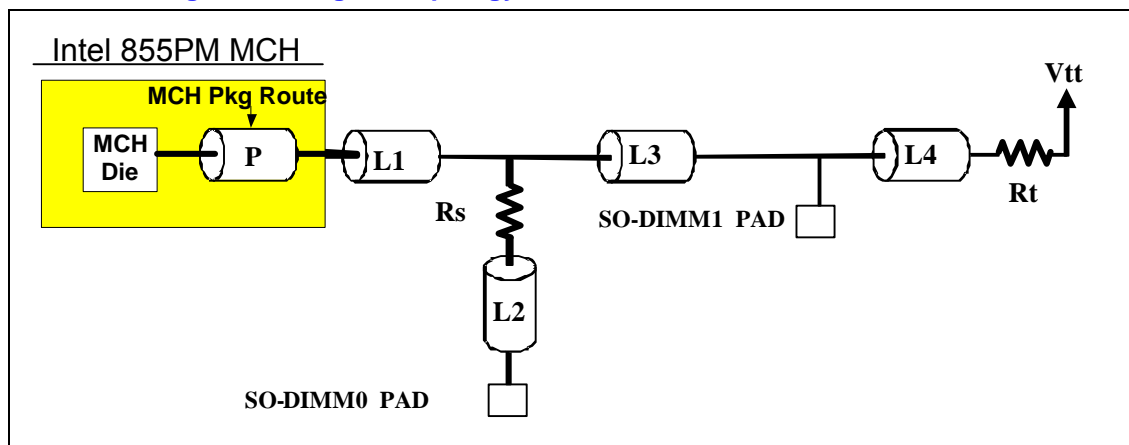 Intel 855PM MCH
MCH Pkg Route
MCH
Die
P
L1
Rs
L2
SO-DIMM0 PAD
L3
SO-DIMM1 PAD
L4
Rt
Vtt